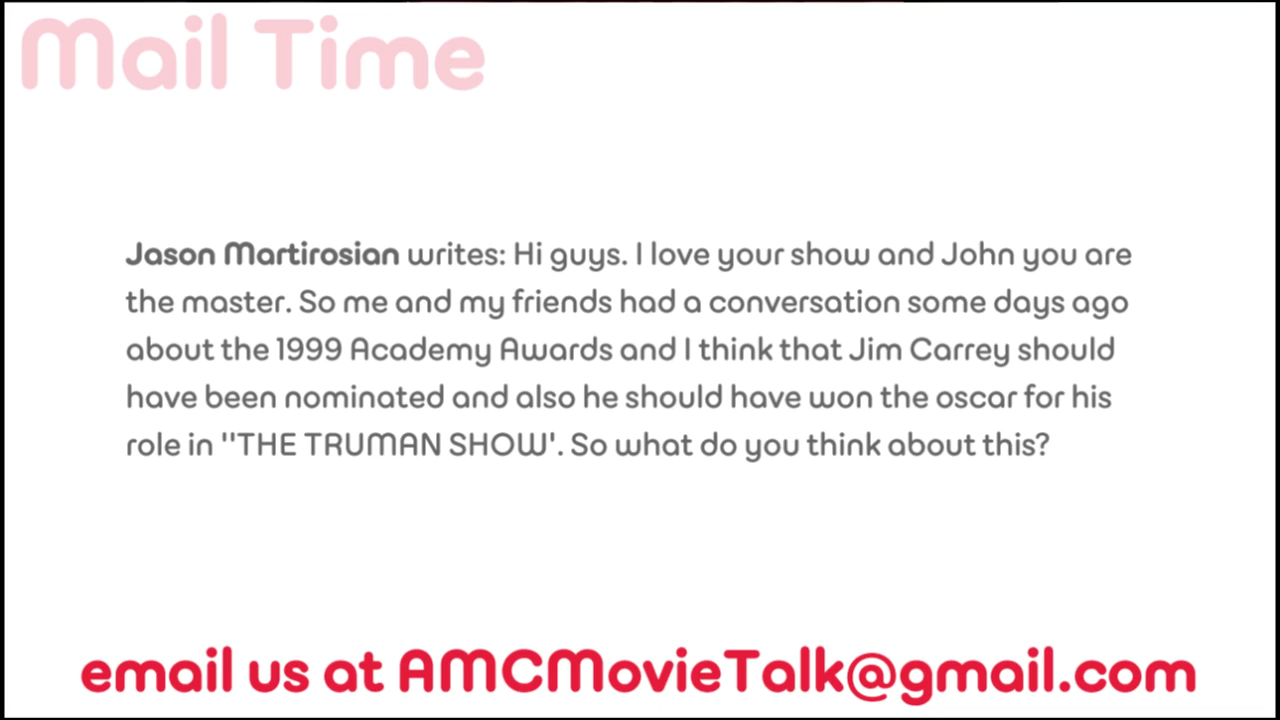 Mail Time
Jason Martirosian writes: Hi guys. I love your show and John you are
the master. So me and my friends had a conversation some days ago
about the 1999 Academy Awards and I think that Jim Carrey should
have been nominated and also he should have won the oscar for his
role in ''THE TRUMAN SHOW'. So what do you think about this?
email us at AMCMovieTalk@gmail.com